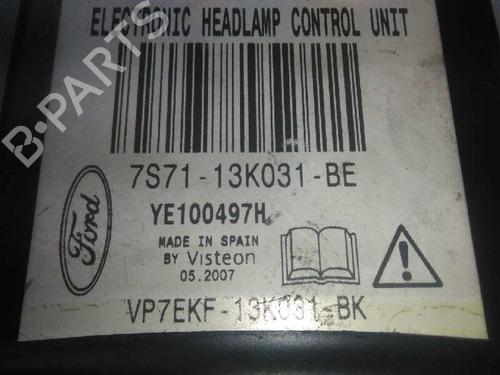 ELECTRONIC HEADLAMP CONTROL UNIT
B-PARTS
7S71-13K031-BE
YE100497H
Ford
MADE IN SPAIN
BY Visteon
05.2007
VP7EKF-13K031-BK